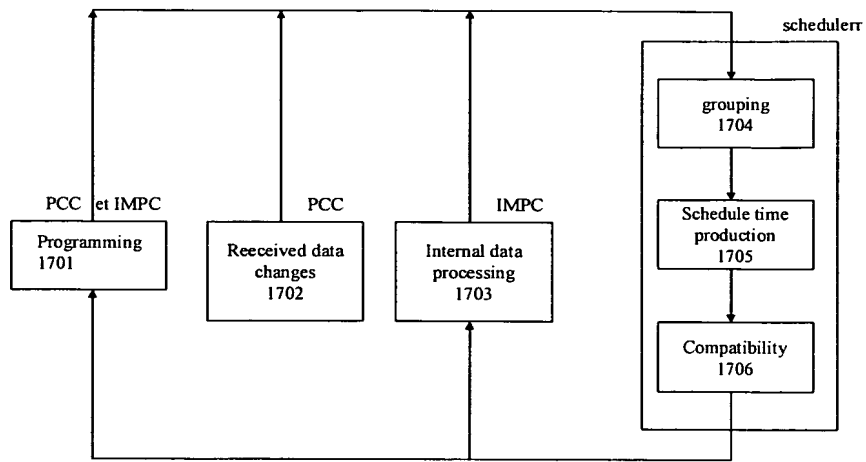 schedulerr
grouping
1704
PCC et IMPC
PCC
IMPC
Programming
1701
Reeceived data
changes
1702
Internal data
processing
1703
Schedule time
production
1705
Compatibility
1706